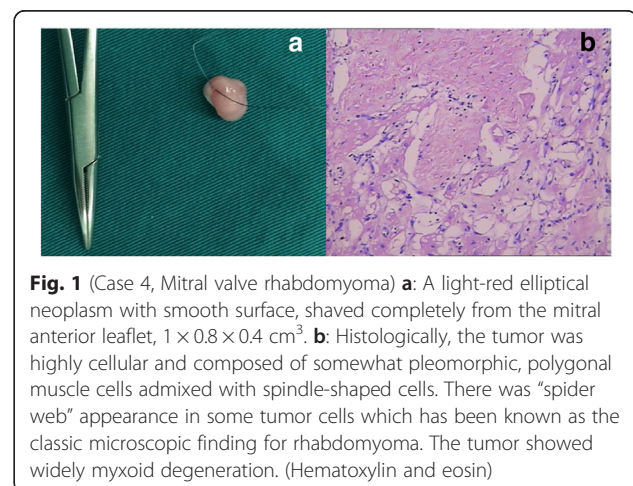 a
b
Fig. 1 (Case 4, Mitral valve rhabdomyoma) a: A light-red elliptical
neoplasm with smooth surface, shaved completely from the mitral
anterior leaflet, 1 × 0.8 × 0.4 cm³. b: Histologically, the tumor was
highly cellular and composed of somewhat pleomorphic, polygonal
muscle cells admixed with spindle-shaped cells. There was “spider
web” appearance in some tumor cells which has been known as the
classic microscopic finding for rhabdomyoma. The tumor showed
widely myxoid degeneration. (Hematoxylin and eosin)